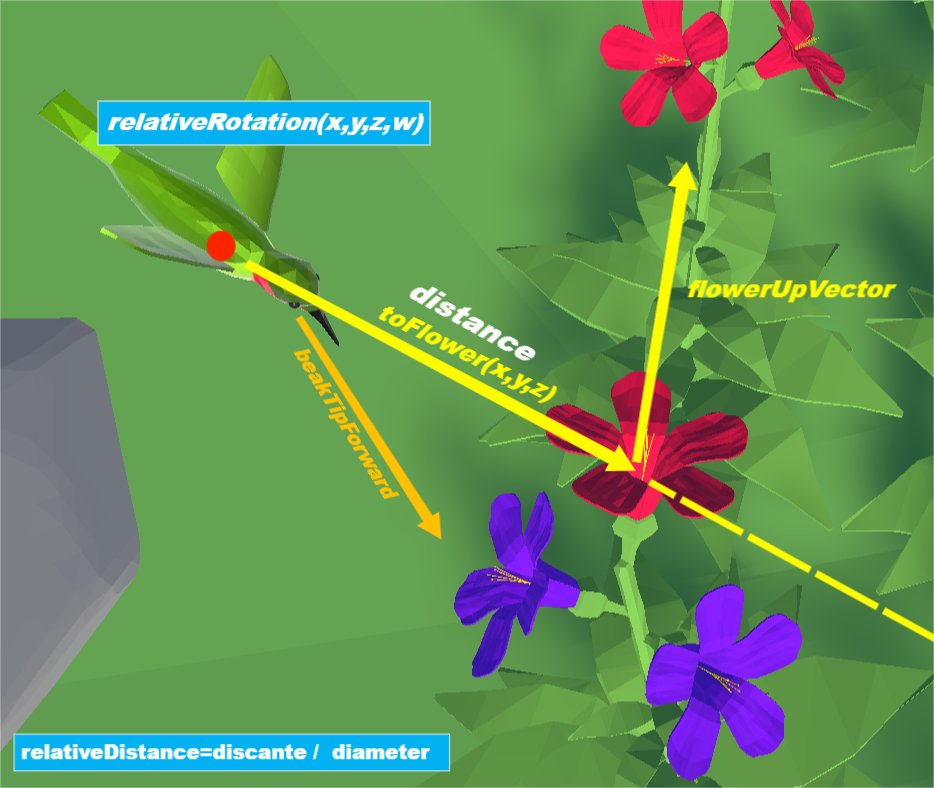 relativeRotation(x,y,z,w)
flowerUpVector
distance
toFlower(x,y,z)
beakTipForward
relativeDistance=discante / diameter